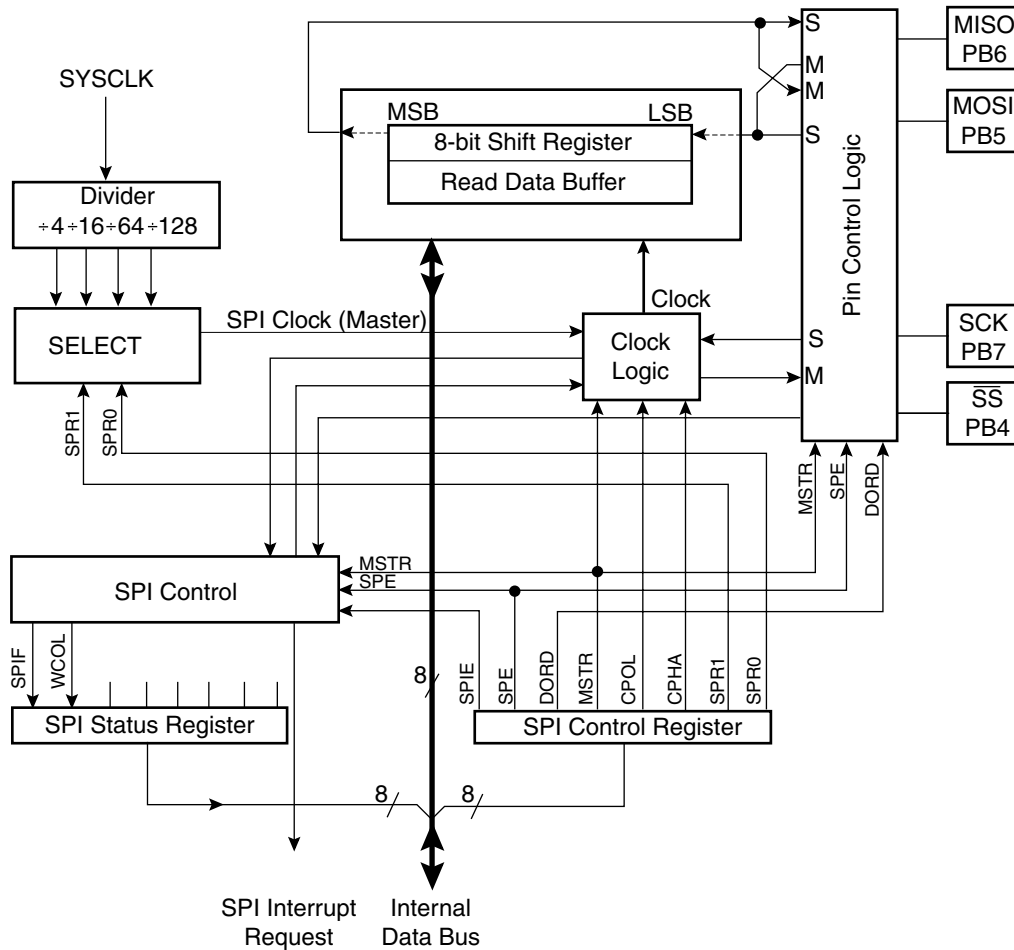 SYSCLK
Divider
÷4÷16÷64÷128
SELECT
SPR1
SPR0
SPI Clock (Master)
MSB
LSB
8-bit Shift Register
Read Data Buffer
Clock
Clock
Logic
S
M
M
S
S
M
Pin Control Logic
MISO
PB6
MOSI
PB5
SCK
PB7
SS
PB4
MSTR
SPE
DORD
MSTR
SPE
SPI Control
SPIF
WCOL
SPI Status Register
8
SPIE
SPE
DORD
MSTR
CPOL
CPHA
SPR1
SPR0
SPI Control Register
8
8
SPI Interrupt
Request
Internal
Data Bus